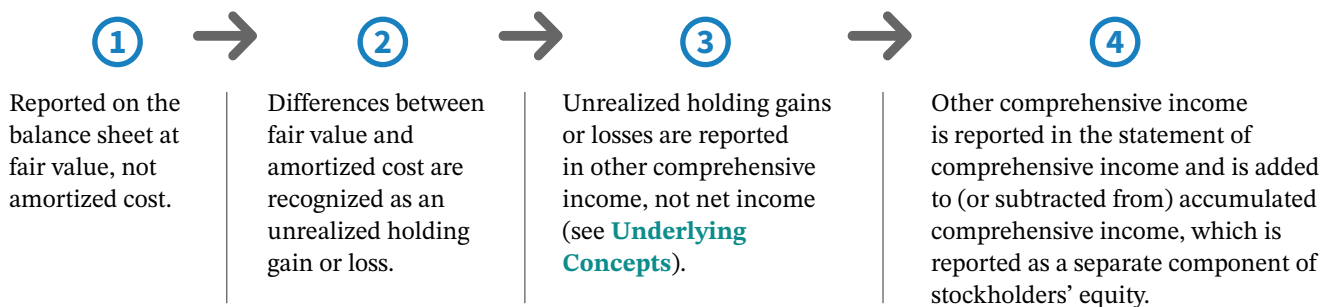 1
2
3
4
Reported on the
balance sheet at
fair value, not
amortized cost.
Differences between
fair value and
amortized cost are
recognized as an
unrealized holding
gain or loss.
Unrealized holding gains
or losses are reported
in other comprehensive
income, not net income
(see Underlying
Concepts).
Other comprehensive income
is reported in the statement of
comprehensive income and is added
to (or subtracted from) accumulated
comprehensive income, which is
reported as a separate component of
stockholders’ equity.